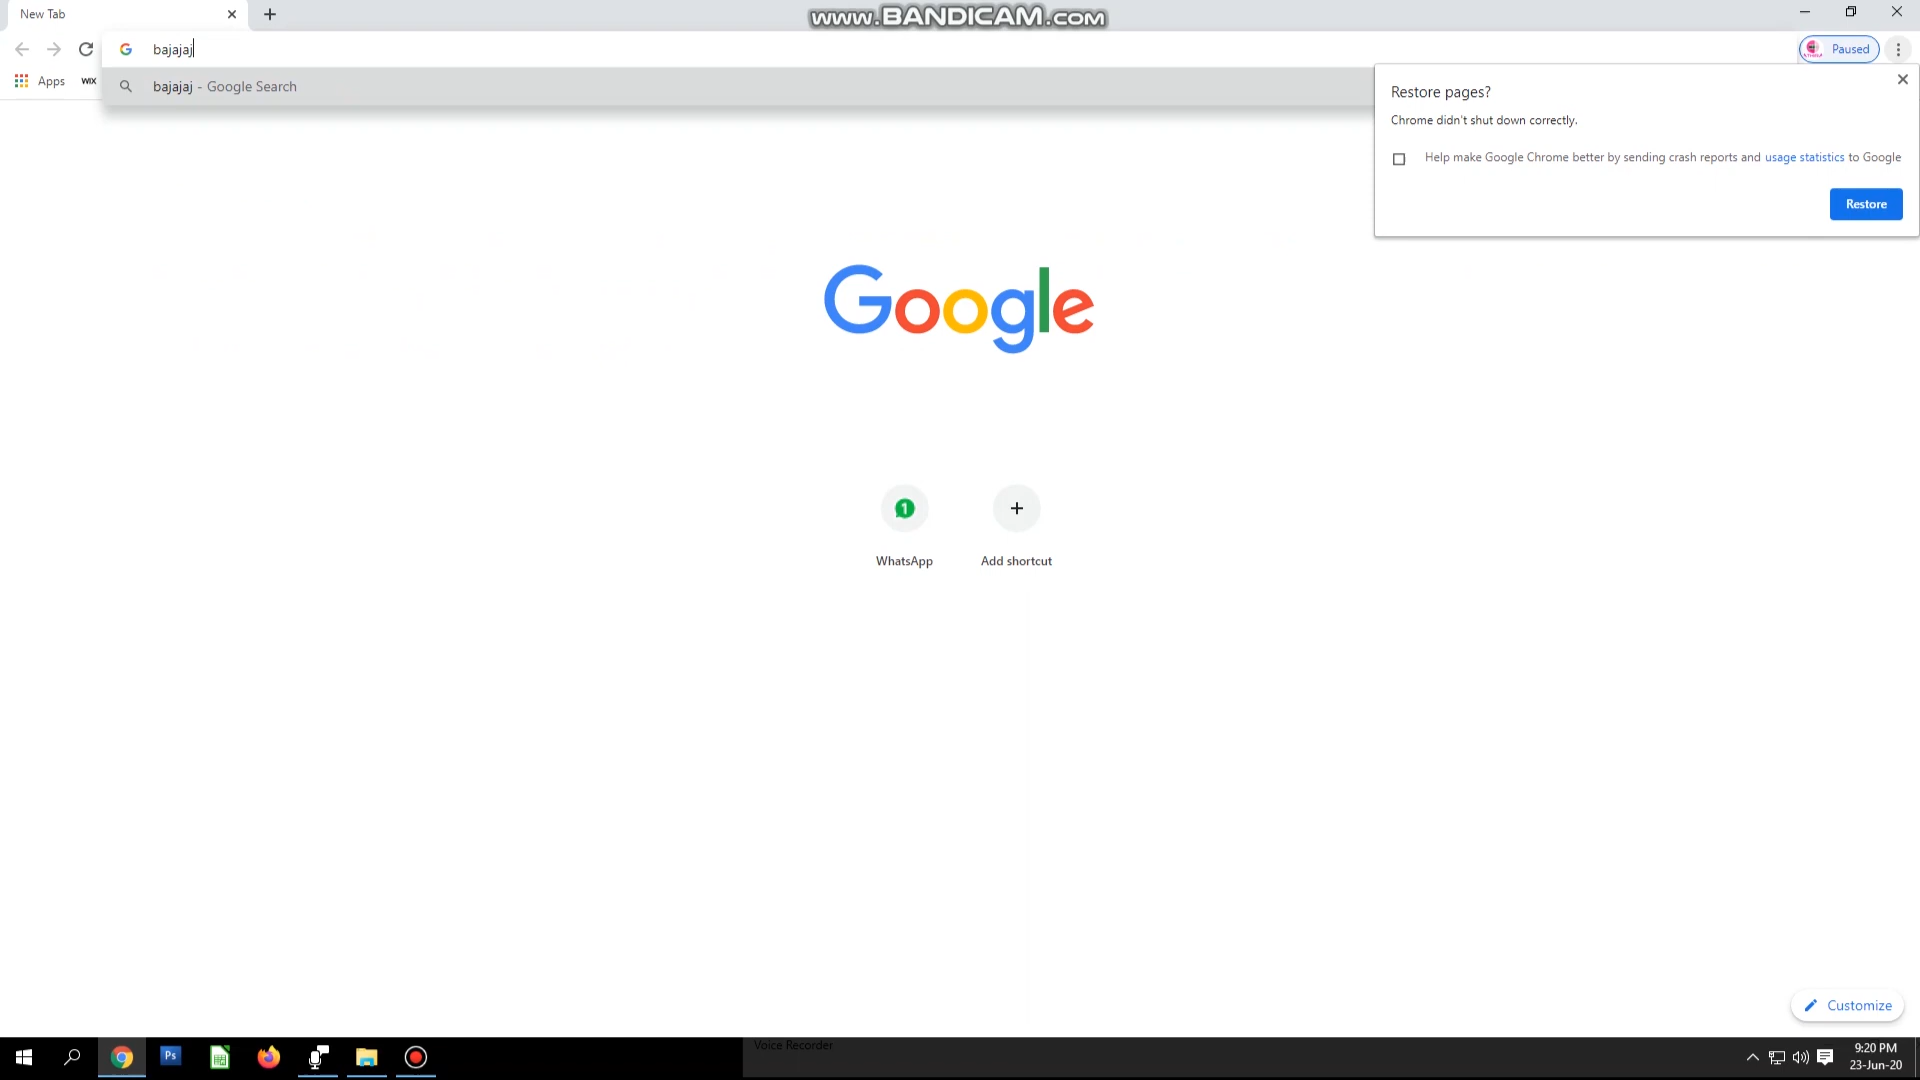 New Tab
www.BANDICAM.com
bajajaj
Paused
Apps
WIX
bajajaj - Google Search
Restore pages?
Chrome didn't shut down correctly.
Help make Google Chrome better by sending crash reports and usage statistics to Google
Restore
Google
1
WhatsApp
Add shortcut
Customize
Ps
Voice Recorder
9:20 PM
23-Jun-20